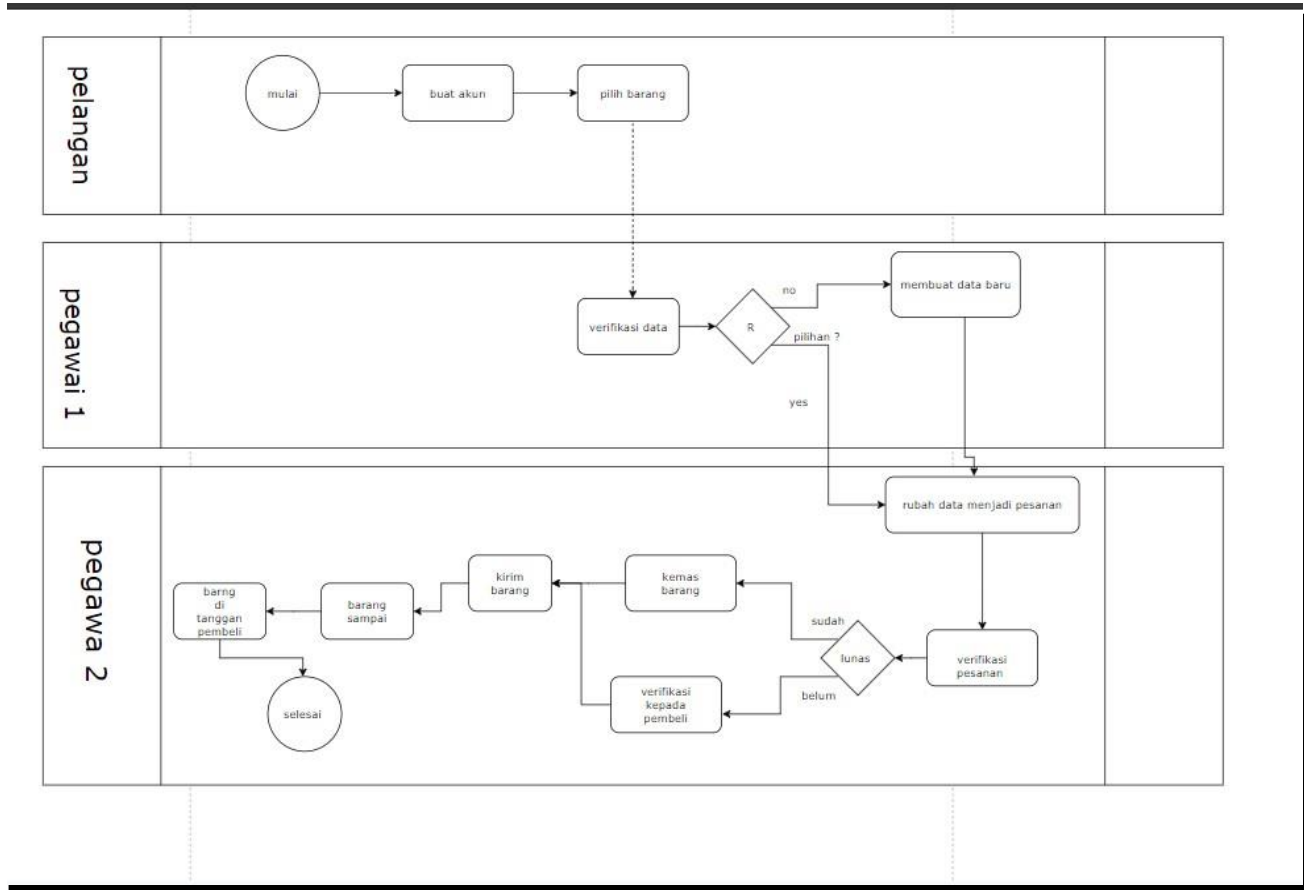 pelangan
mulai
buat akun
pilih barang
pegawai 1
verifikasi data
R
no
pilihan ?
yes
membuat data baru
pegawa 2
rubah data menjadi pesanan
verifikasi
pesanan
lunas
sudah
belum
kemas
barang
verifikasi
kepada
pembeli
kirim
barang
barang
sampai
barng
di
tanggan
pembeli
selesai